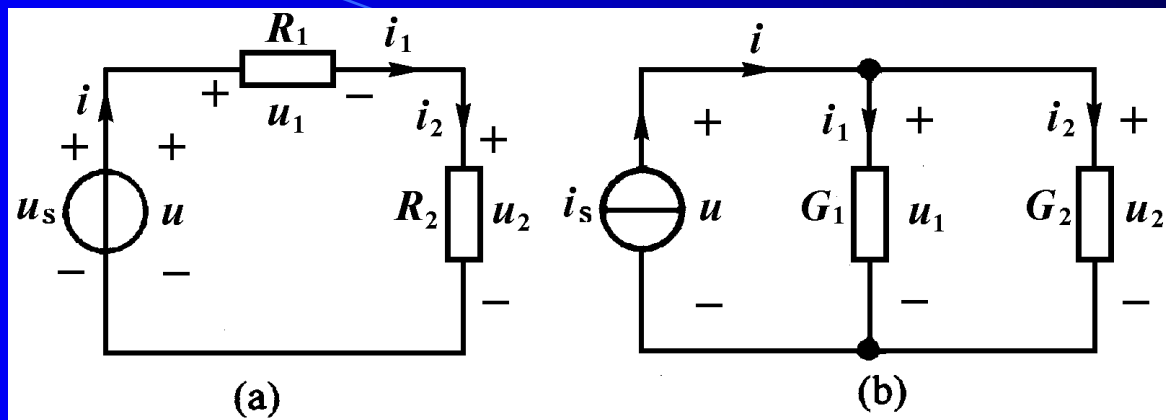 R₁
i₁
+ u₁ −
i
+ +
uₛ u
− −
i₂
+
R₂ u₂
−
(a)
i
+
iₛ u
−
i₁ +
G₁ u₁
−
i₂ +
G₂ u₂
−
(b)